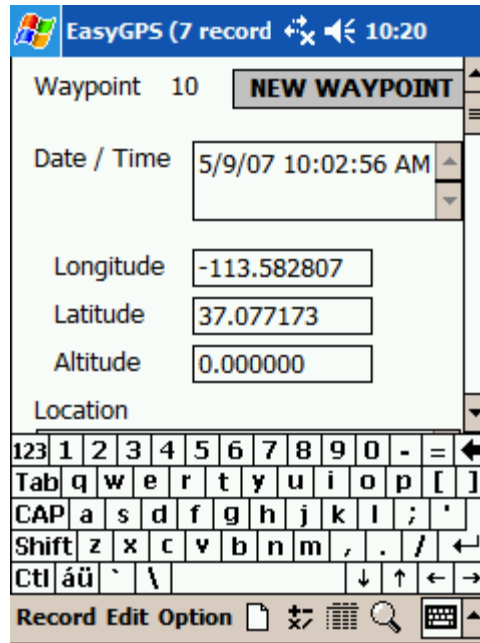 EasyGPS (7 record 10:20
Waypoint 10 NEW WAYPOINT
Date / Time 5/9/07 10:02:56 AM
Longitude -113.582807
Latitude 37.077173
Altitude 0.000000
Location
123 1 2 3 4 5 6 7 8 9 0 - =
Tab q w e r t y u i o p [ ]
CAP a s d f g h j k l ; '
Shift z x c v b n m , . /
Ctl áü ` \
Record Edit Option